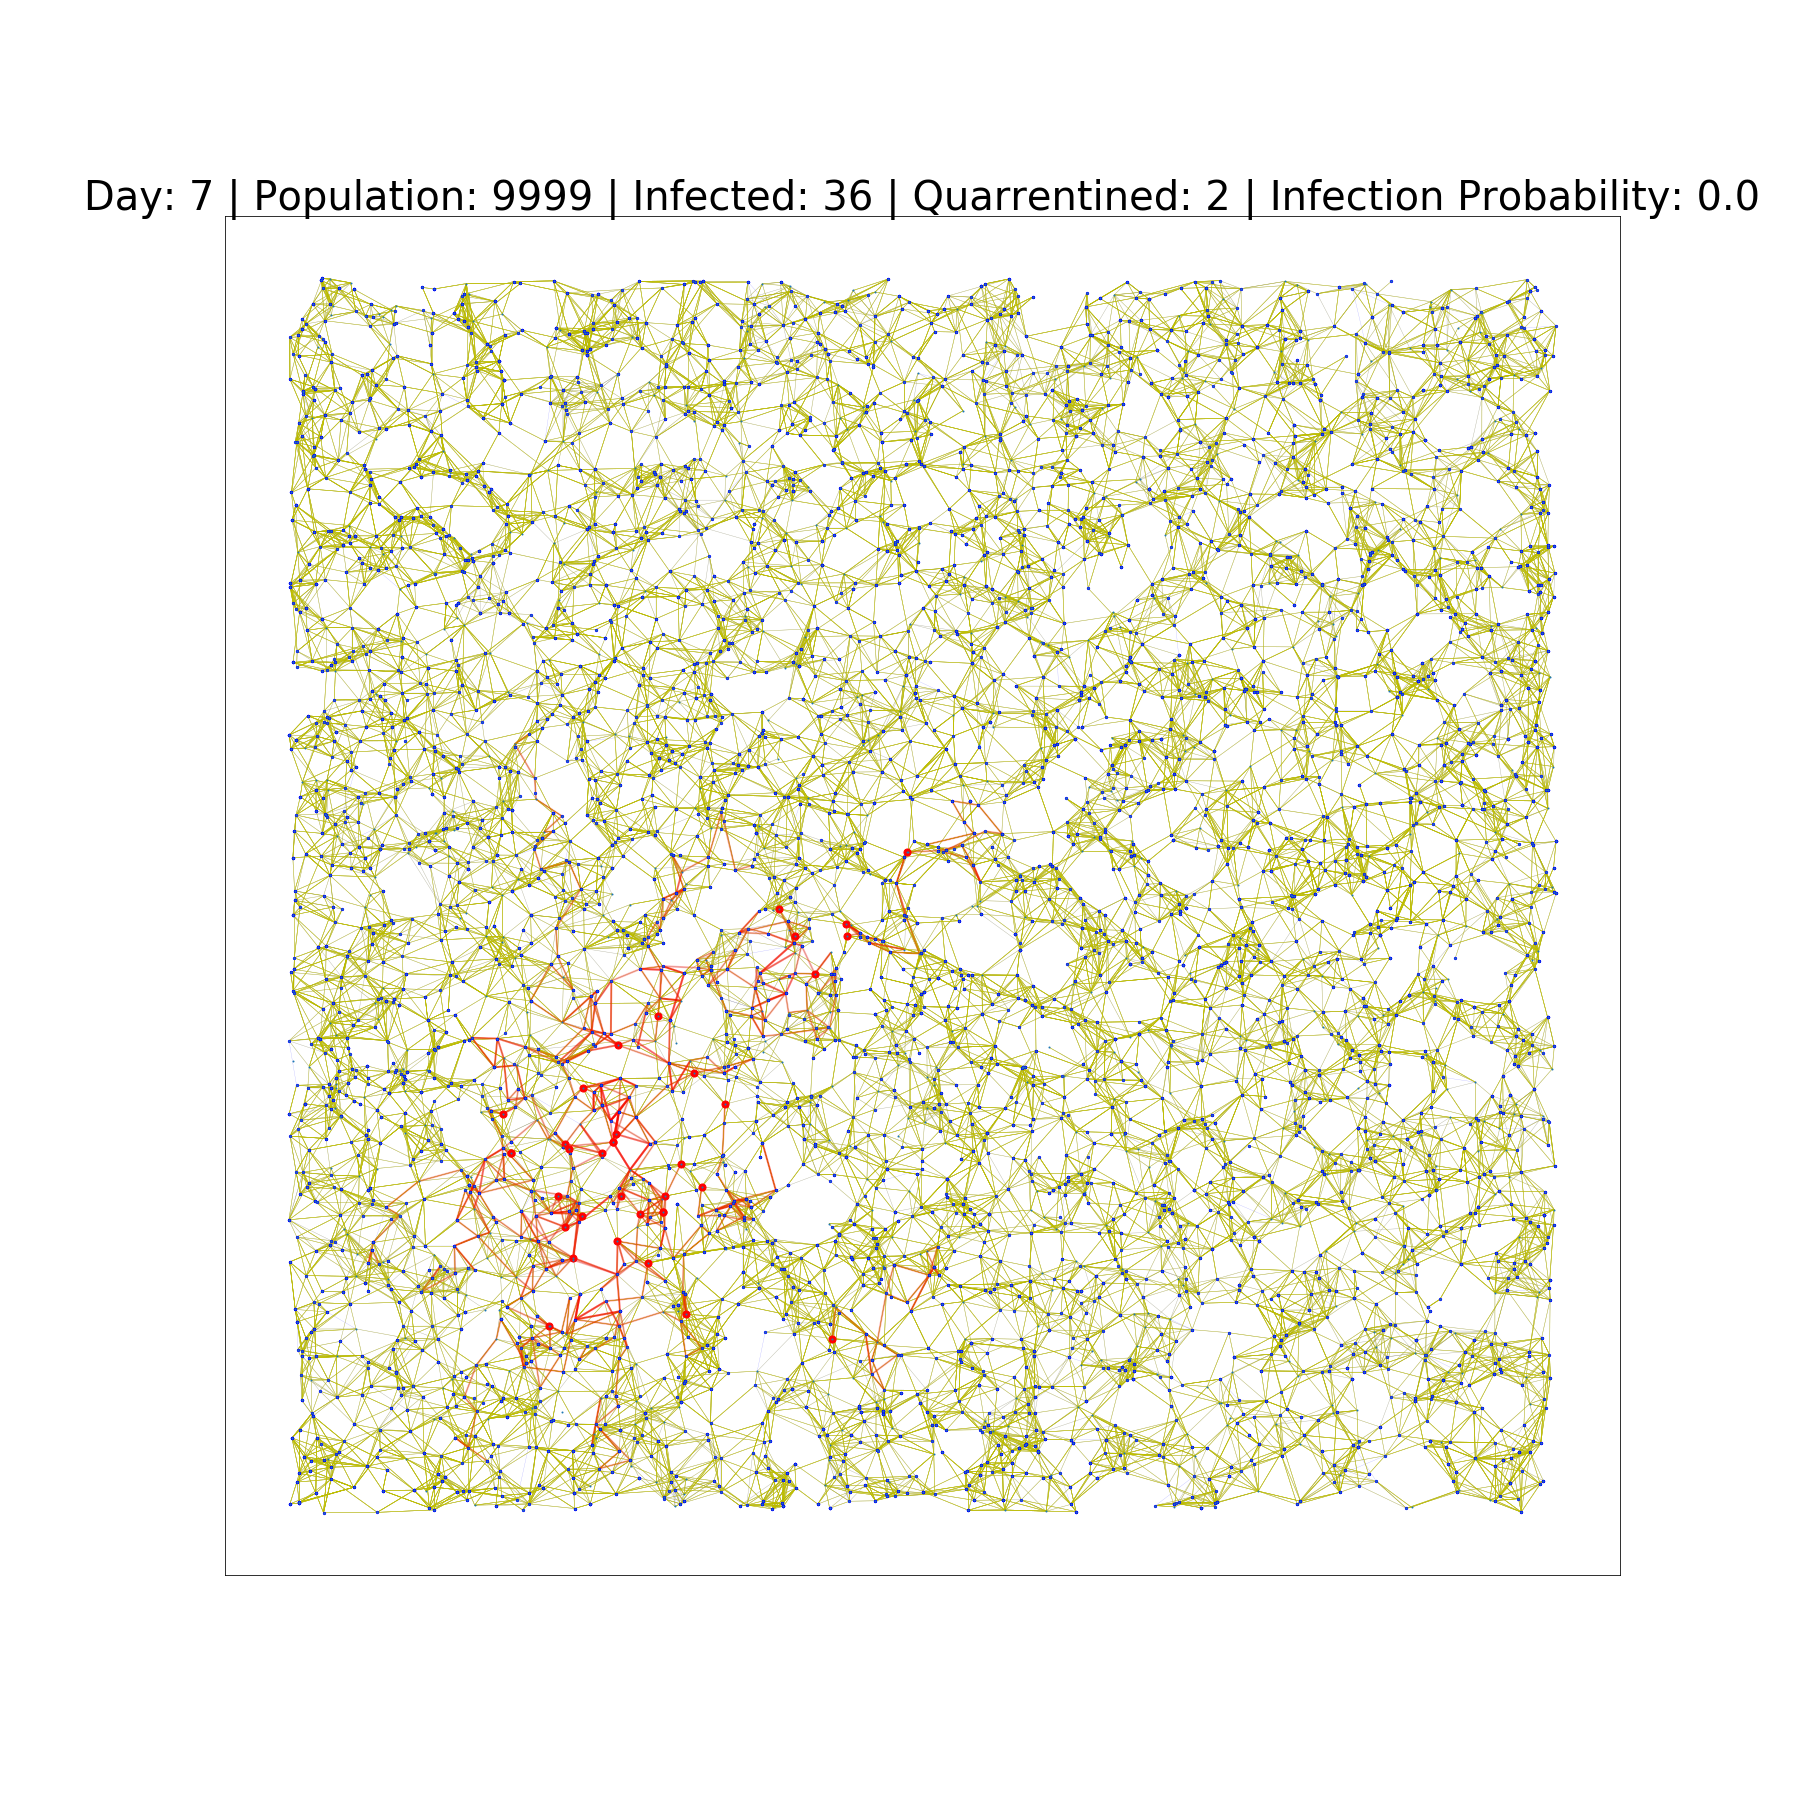 Day: 7 | Population: 9999 | Infected: 36 | Quarrentined: 2 | Infection Probability: 0.0